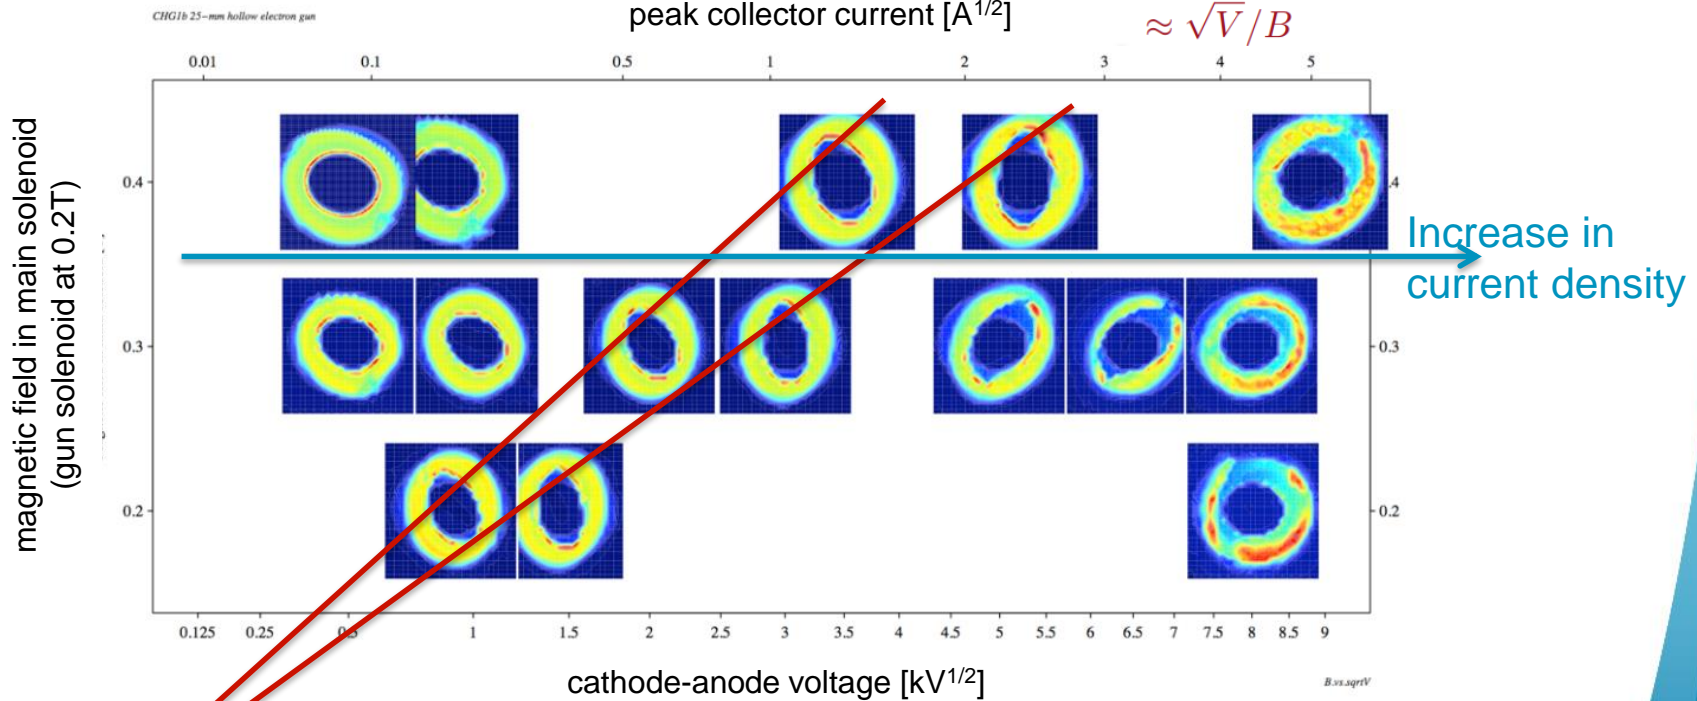 CHG1b 25-mm hollow electron gun
peak collector current [A1/2]
≈ √V/B
0.01 0.1 0.5 1 2 3 4 5
magnetic field in main solenoid
(gun solenoid at 0.2T)
0.4 .4
Increase in
current density
0.3 0.3
0.2 0.2
0.125 0.25 0.5 1 1.5 2 2.5 3 3.5 4 4.5 5 5.5 6 6.5 7 7.5 8 8.5 9
cathode-anode voltage [kV1/2]
B.vs.sqrtV